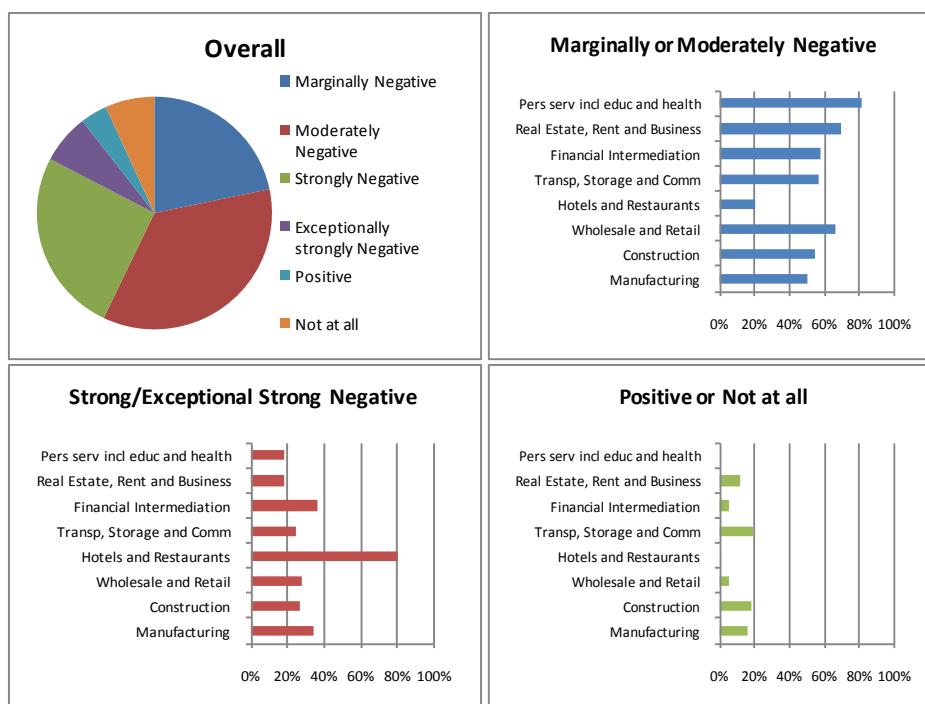 Overall
Marginally Negative
Moderately
Negative
Strongly Negative
Exceptionally
strongly Negative
Positive
Not at all
Marginally or Moderately Negative
Pers serv incl educ and health
Real Estate, Rent and Business
Financial Intermediation
Transp, Storage and Comm
Hotels and Restaurants
Wholesale and Retail
Construction
Manufacturing
0% 20% 40% 60% 80% 100%
Strong/Exceptional Strong Negative
Pers serv incl educ and health
Real Estate, Rent and Business
Financial Intermediation
Transp, Storage and Comm
Hotels and Restaurants
Wholesale and Retail
Construction
Manufacturing
0% 20% 40% 60% 80% 100%
Positive or Not at all
Pers serv incl educ and health
Real Estate, Rent and Business
Financial Intermediation
Transp, Storage and Comm
Hotels and Restaurants
Wholesale and Retail
Construction
Manufacturing
0% 20% 40% 60% 80% 100%